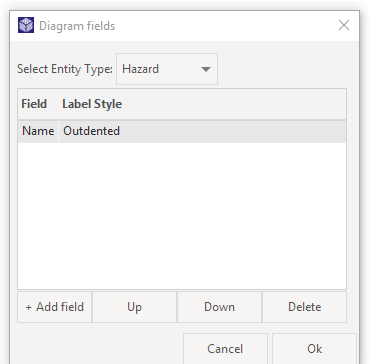 Diagram fields
Select Entity Type: Hazard
Field Label Style
Name Outdented
+ Add field Up Down Delete
Cancel Ok